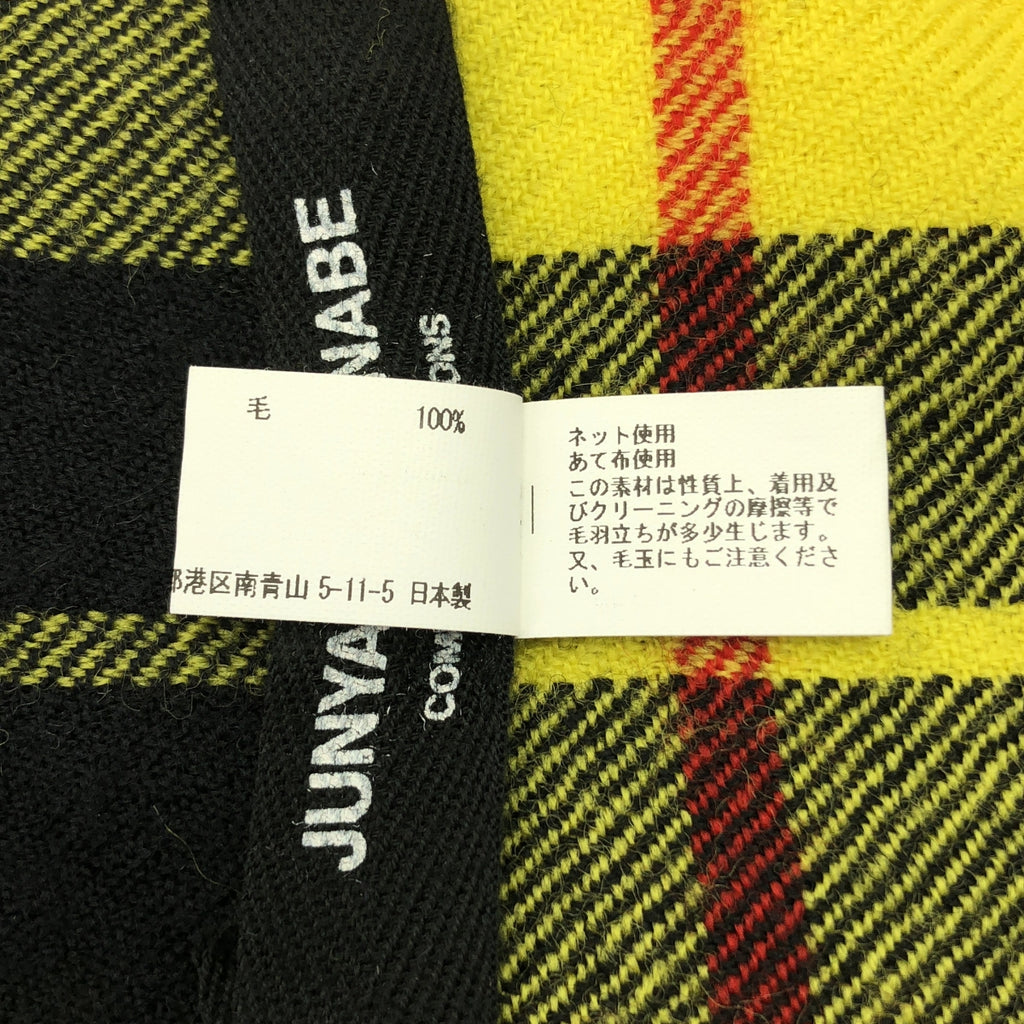 JUNYA NABE
COM ONS
毛 100%
部港区南青山 5-11-5 日本製
ネット使用
あて布使用
この素材は性質上、着用及
びクリーニングの摩擦等で
毛羽立ちが多少生じます。
又、毛玉にもご注意くださ
い。